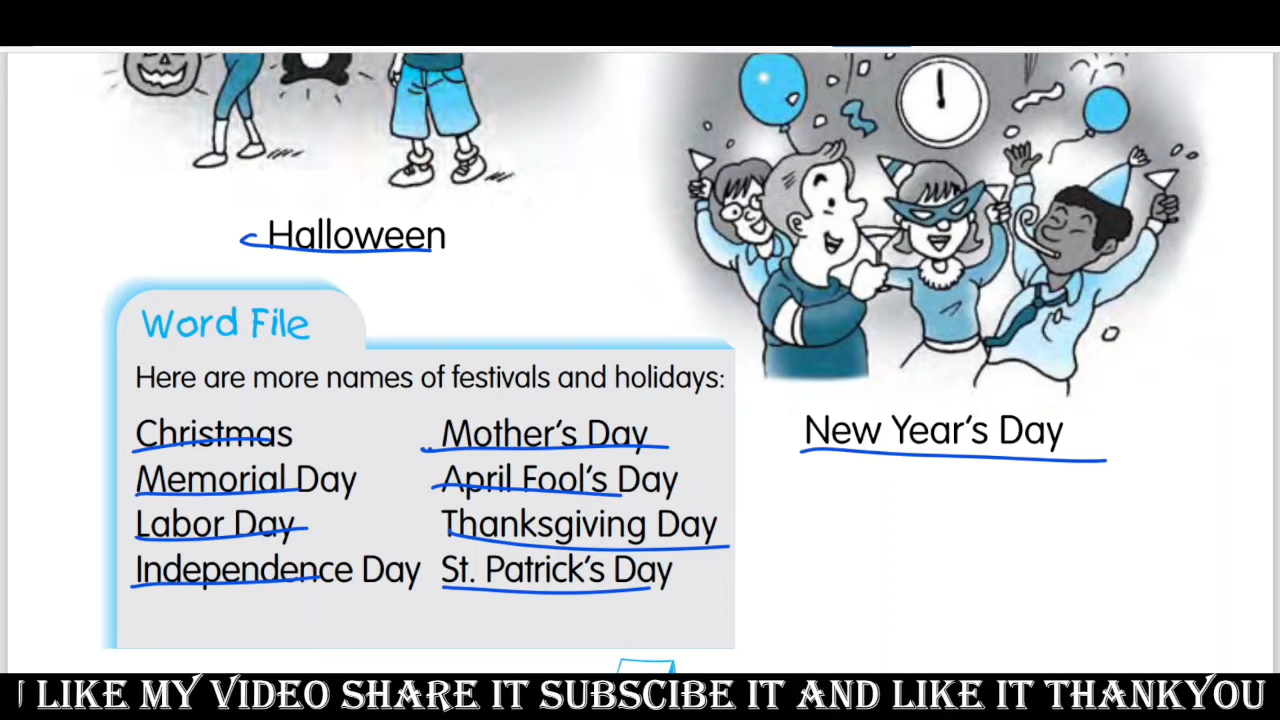 Halloween
Word File
Here are more names of festivals and holidays:
Christmas Mother's Day
Memorial Day April Fool's Day
Labor Day Thanksgiving Day
Independence Day St. Patrick's Day
New Year's Day
LIKE MY VIDEO SHARE IT SUBSCIBE IT AND LIKE IT THANKYOU